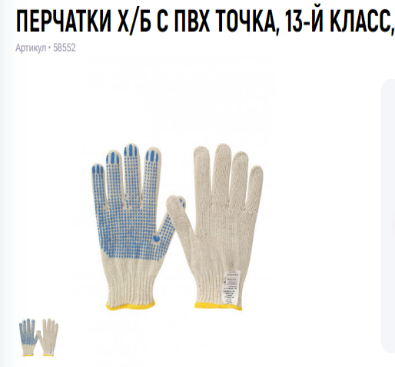 ПЕРЧАТКИ Х/Б С ПВХ ТОЧКА, 13-Й КЛАСС,
Артикул • 58552